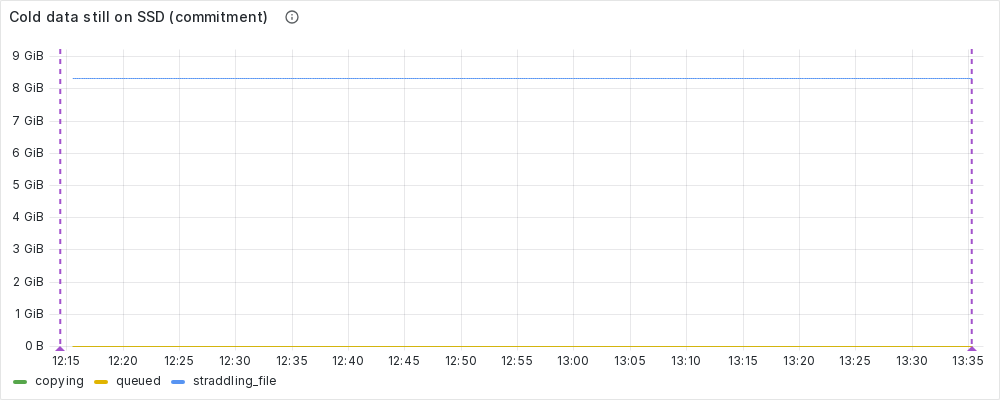 Cold data still on SSD (commitment)
9 GiB
8 GiB
7 GiB
6 GiB
5 GiB
4 GiB
3 GiB
2 GiB
1 GiB
0 B
12:15 12:20 12:25 12:30 12:35 12:40 12:45 12:50 12:55 13:00 13:05 13:10 13:15 13:20 13:25 13:30 13:35
copying queued straddling_file